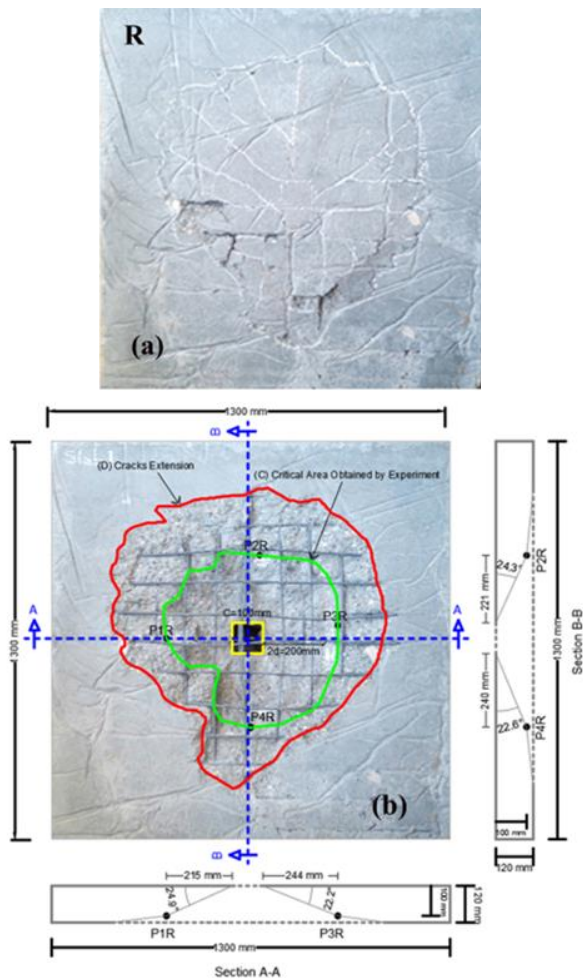 R
(a)
1300 mm
B
(D) Cracks Extension
(C) Critical Area Obtained by Experiment
P2R
A
C=100mm
A
P1R
P3R
2d=200mm
P4R
1300 mm
(b)
B
24.3°
P2R
221 mm
240 mm
22.6°
P4R
1300 mm
Section B-B
100 mm
120 mm
215 mm
244 mm
24.9°
22.2°
100 mm
120 mm
P1R
P3R
1300 mm
Section A-A